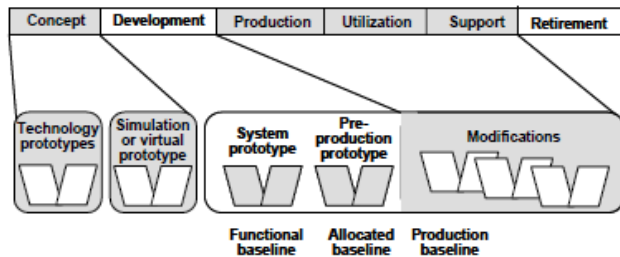 Concept Development Production Utilization Support Retirement
Technology prototypes
Simulation or virtual prototype
System prototype
Pre-
production
prototype
Modifications
Functional baseline
Allocated baseline
Production baseline